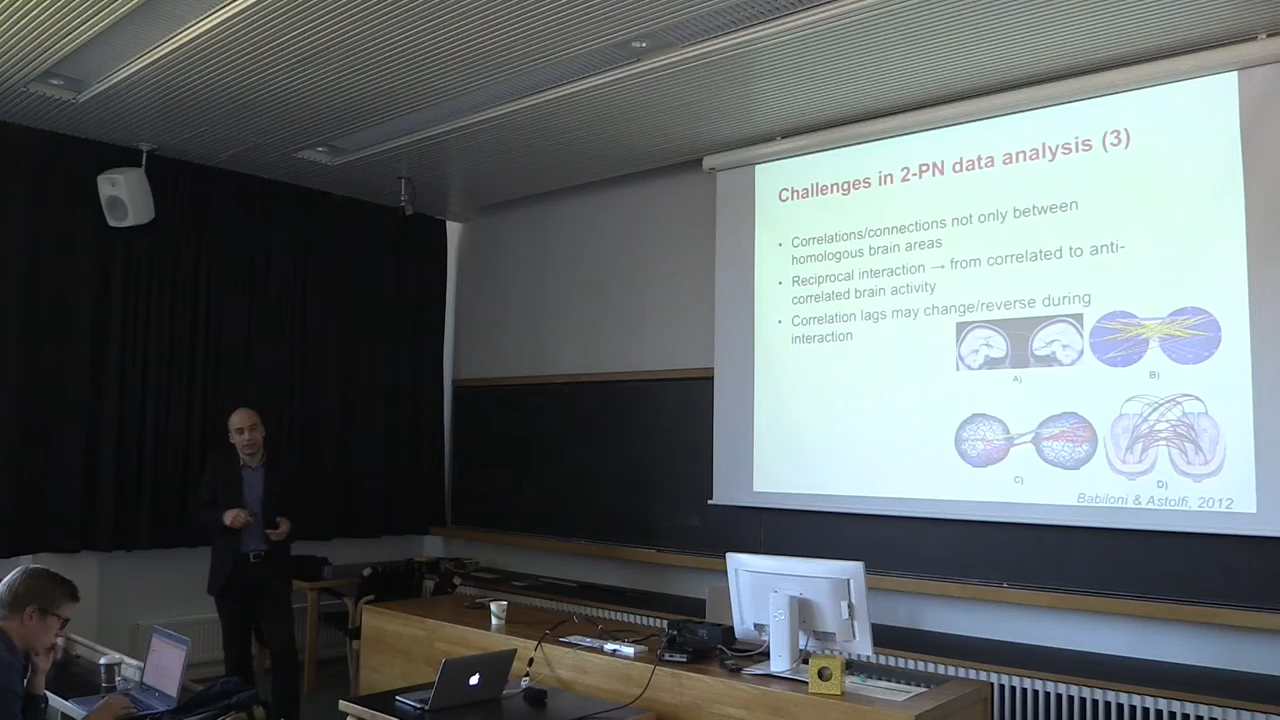 Challenges in 2-PN data analysis (3)
• Correlations/connections not only between
homologous brain areas
• Reciprocal interaction → from correlated to anti-
correlated brain activity
• Correlation lags may change/reverse during
interaction
A)
B)
C)
D)
Babiloni & Astolfi, 2012